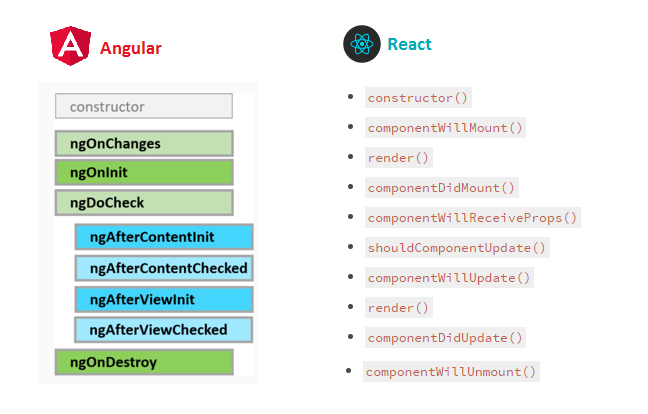 Angular
constructor
ngOnChanges
ngOnInit
ngDoCheck
ngAfterContentInit
ngAfterContentChecked
ngAfterViewInit
ngAfterViewChecked
ngOnDestroy
React
constructor()
componentWillMount()
render()
componentDidMount()
componentWillReceiveProps()
shouldComponentUpdate()
componentWillUpdate()
render()
componentDidUpdate()
componentWillUnmount()